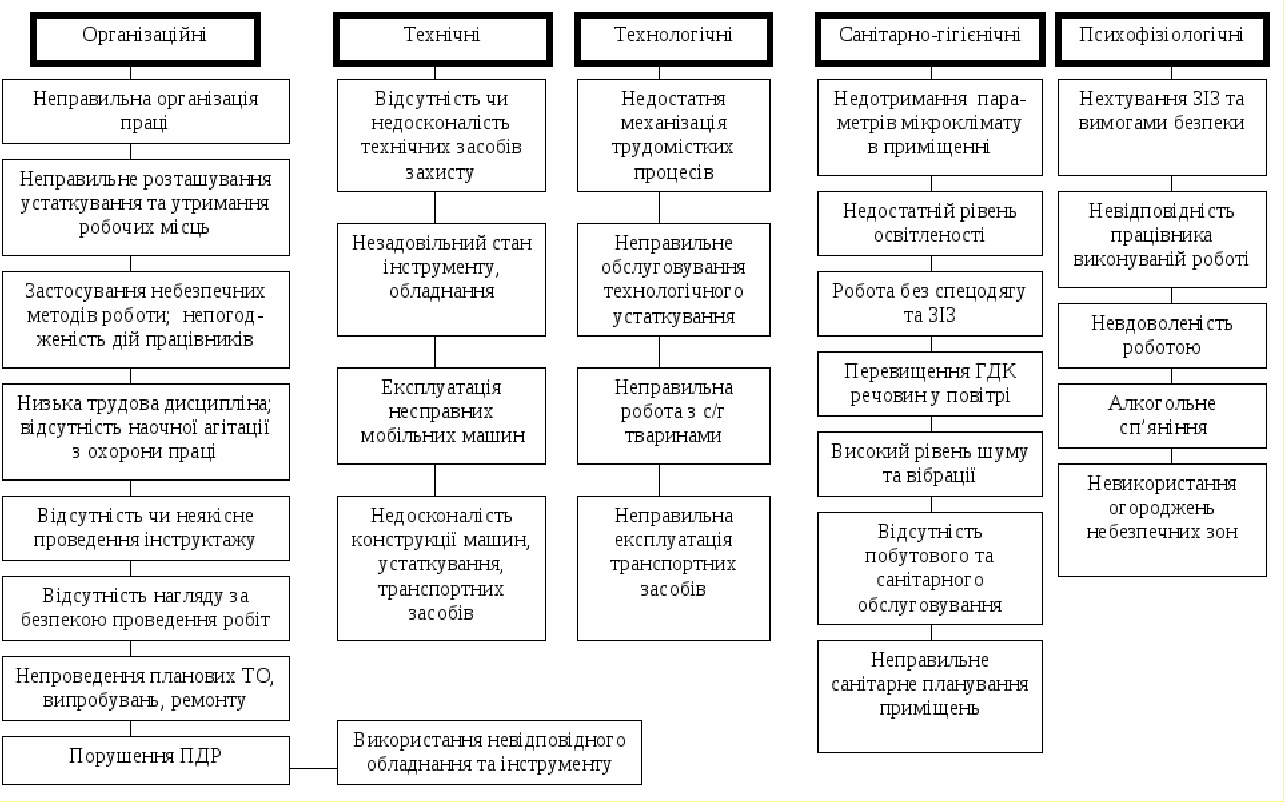 Організаційні
Неправильна організація
праці
Неправильне розташування
устаткування та утримання
робочих місць
Застосування небезпечних
методів роботи;  непогод-
женість дій працівників
Низька трудова дисципліна;
відсутність наочної агітації
з охорони праці
Відсутність чи неякісне
проведення інструктажу
Відсутність нагляду за
безпекою проведення робіт
Непроведення планових ТО,
випробувань, ремонту
Порушення ПДР
Використання невідповідного
обладнання та інструменту
Технічні
Відсутність чи
недосконалість
технічних засобів
захисту
Незадовільний стан
інструменту,
обладнання
Експлуатація
несправних
мобільних машин
Недосконалість
конструкції машин,
устаткування,
транспортних
засобів
Технологічні
Недостатня
механізація
трудомістких
процесів
Неправильне
обслуговування
технологічного
устаткування
Неправильна
робота з с/г
тваринами
Неправильна
експлуатація
транспортних
засобів
Санітарно-гігієнічні
Недотримання  пара-
метрів мікроклімату
в приміщенні
Недостатній рівень
освітленості
Робота без спецодягу
та ЗІЗ
Перевищення ГДК
речовин у повітрі
Високий рівень шуму
та вібрації
Відсутність
побутового та
санітарного
обслуговування
Неправильне
санітарне планування
приміщень
Психофізіологічні
Нехтування ЗІЗ та
вимогами безпеки
Невідповідність
працівника
виконуваній роботі
Невдоволеність
роботою
Алкогольне
сп’яніння
Невикористання
огороджень
небезпечних зон